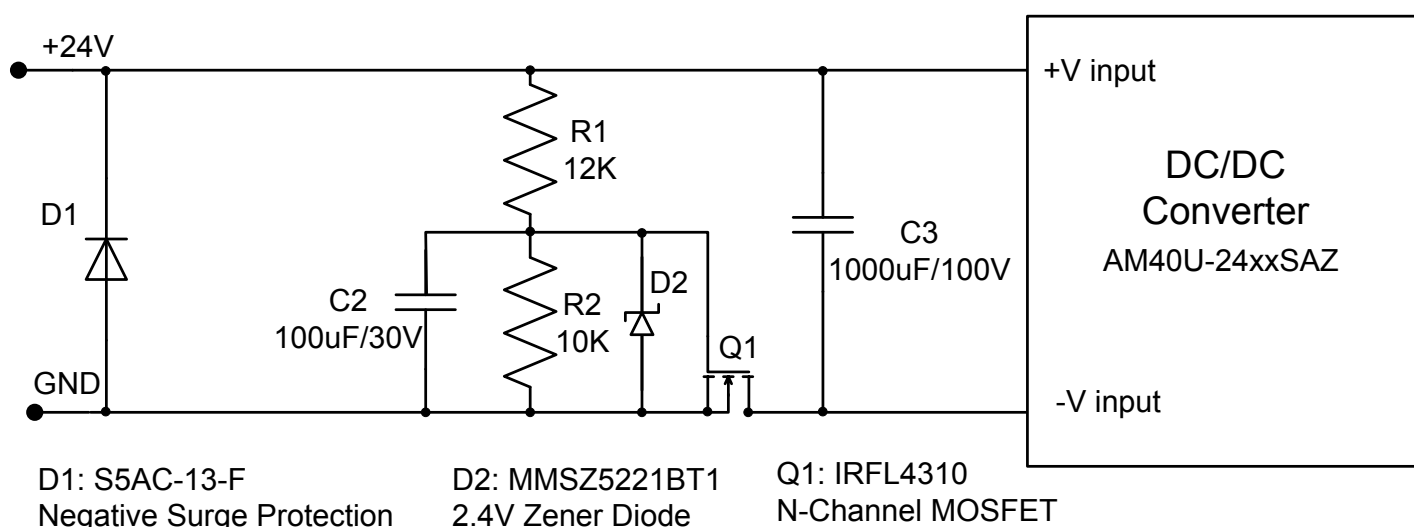 +24V
+V input
R1
12K
DC/DC
Converter
AM40U-24xxSAZ
D1
C3
1000uF/100V
D2
C2
100uF/30V
R2
10K
Q1
GND
-V input
D1: S5AC-13-F
Negative Surge Protection
D2: MMSZ5221BT1
2.4V Zener Diode
Q1: IRFL4310
N-Channel MOSFET